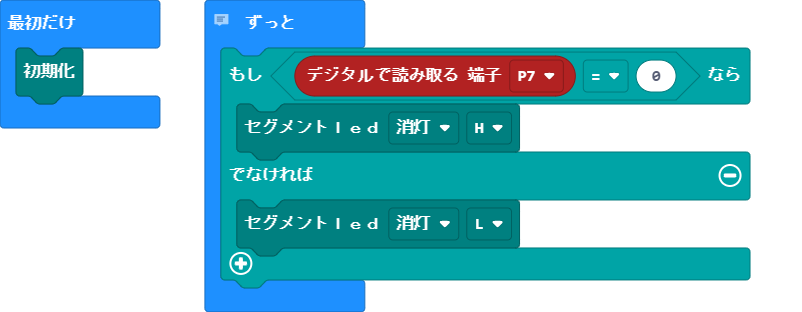 最初だけ
初期化
ずっと
もし デジタルで読み取る 端子 P7 = 0 なら
セグメントｌｅｄ 消灯 H
でなければ
セグメントｌｅｄ 消灯 L